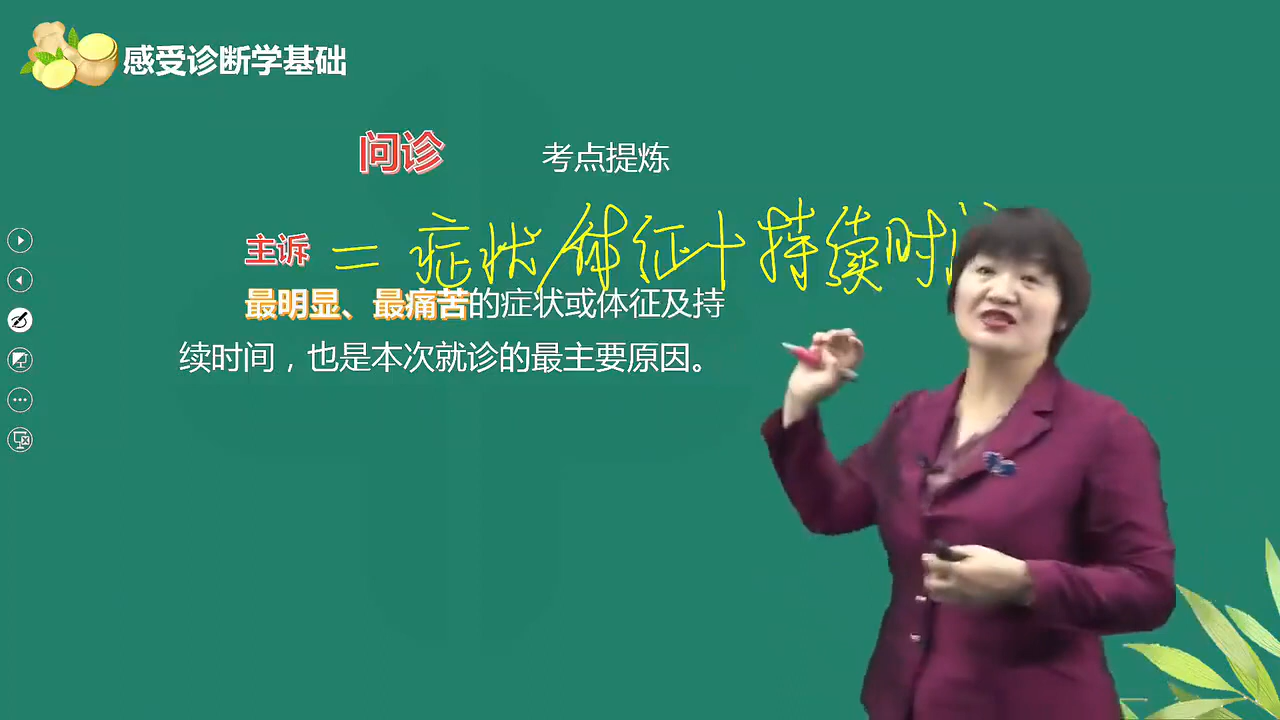 感受诊断学基础
问诊 考点提炼
主诉 = 症状/体征+持续时
最明显、最痛苦的症状或体征及持
续时间，也是本次就诊的最主要原因。